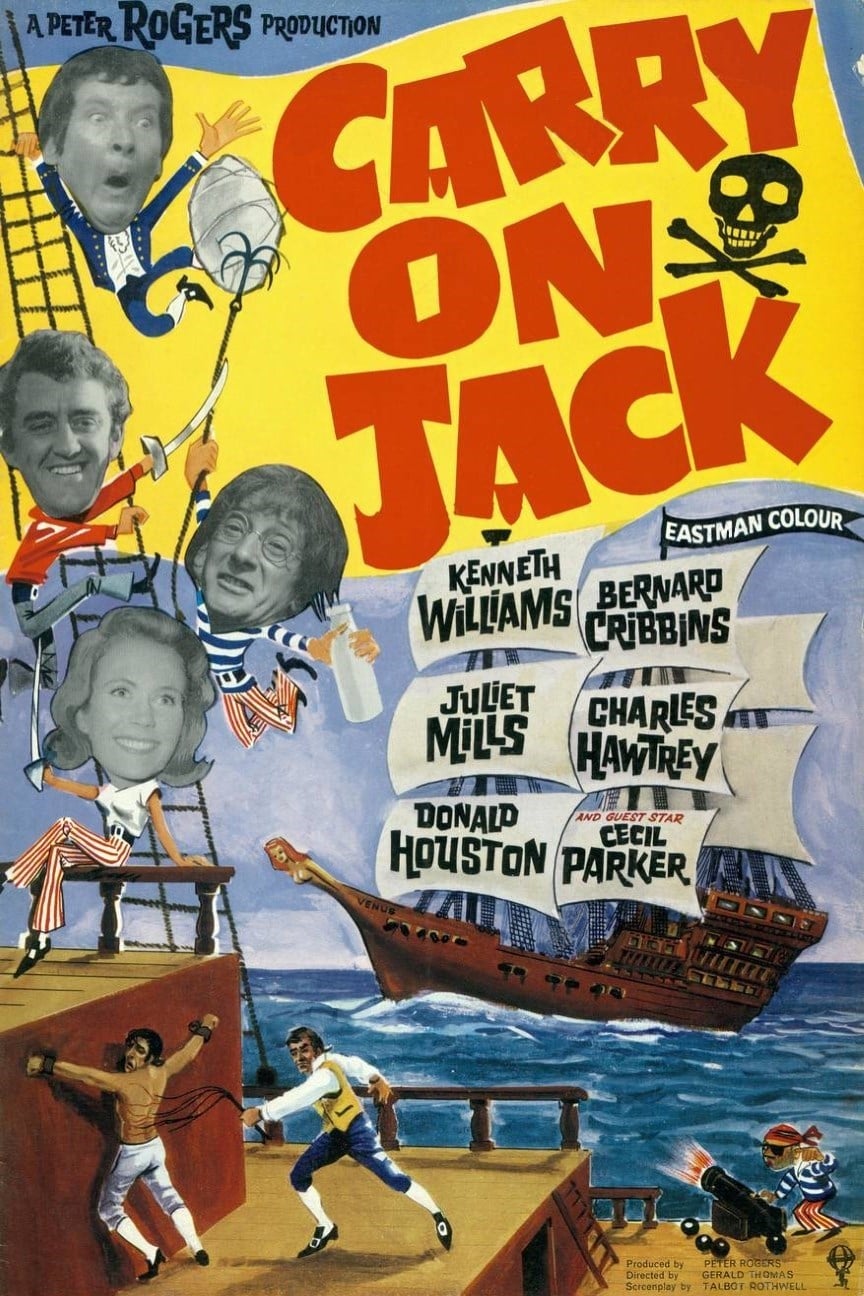 A PETER ROGERS PRODUCTION
CARRY
ON
JACK
EASTMAN COLOUR
KENNETH
WILLIAMS
BERNARD
CRIBBINS
JULIET
MILLS
CHARLES
HAWTREY
DONALD
HOUSTON
AND GUEST STAR
CECIL
PARKER
VENUS
Produced by PETER ROGERS
Directed by GERALD THOMAS
Screenplay by TALBOT ROTHWELL